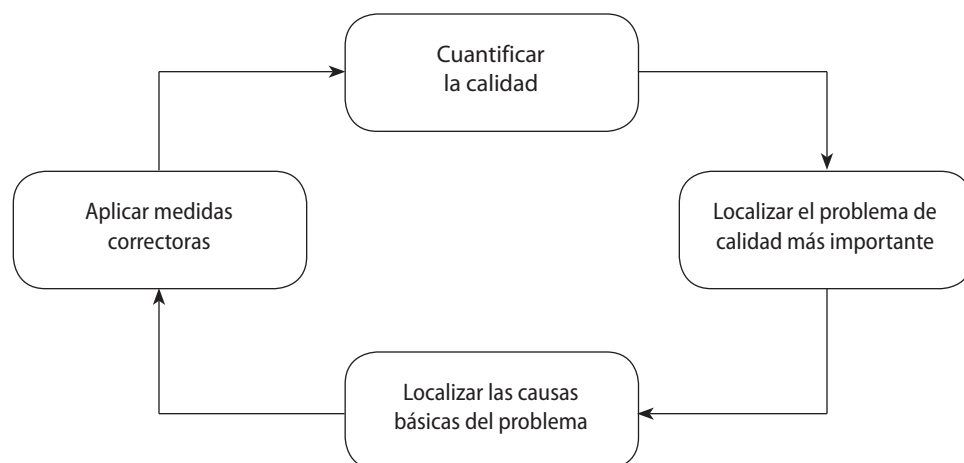 Cuantificar
la calidad
Localizar el problema de
calidad más importante
Localizar las causas
básicas del problema
Aplicar medidas
correctoras